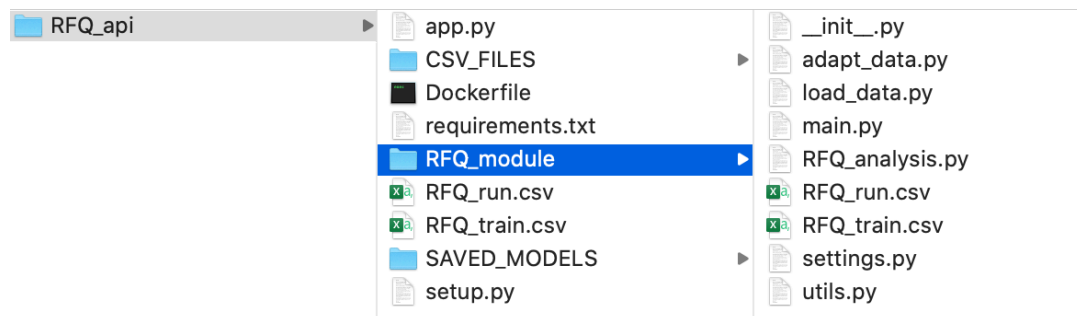 RFQ_api
app.py
CSV_FILES
Dockerfile
requirements.txt
RFQ_module
RFQ_run.csv
RFQ_train.csv
SAVED_MODELS
setup.py
__init__.py
adapt_data.py
load_data.py
main.py
RFQ_analysis.py
RFQ_run.csv
RFQ_train.csv
settings.py
utils.py